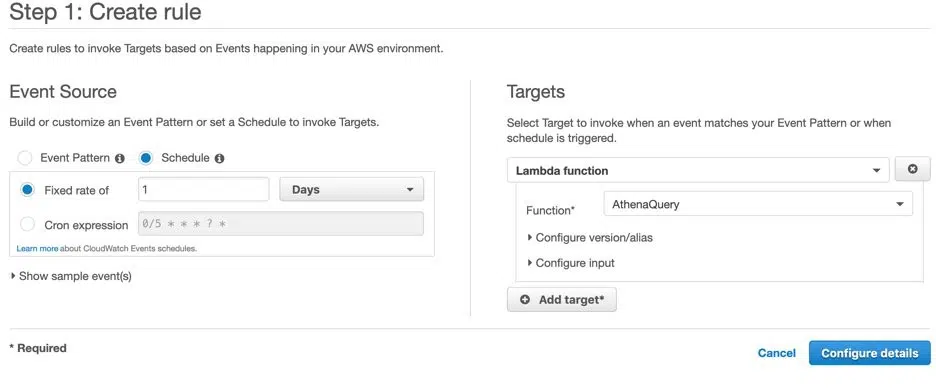 Step 1: Create rule
Create rules to invoke Targets based on Events happening in your AWS environment.
Event Source
Build or customize an Event Pattern or set a Schedule to invoke Targets.
Event Pattern
Schedule
Fixed rate of
1
Days
Cron expression
0/5 * * * ? *
Learn more about CloudWatch Events schedules.
Show sample event(s)
Targets
Select Target to invoke when an event matches your Event Pattern or when
schedule is triggered.
Lambda function
Function*
AthenaQuery
Configure version/alias
Configure input
Add target*
* Required
Cancel
Configure details